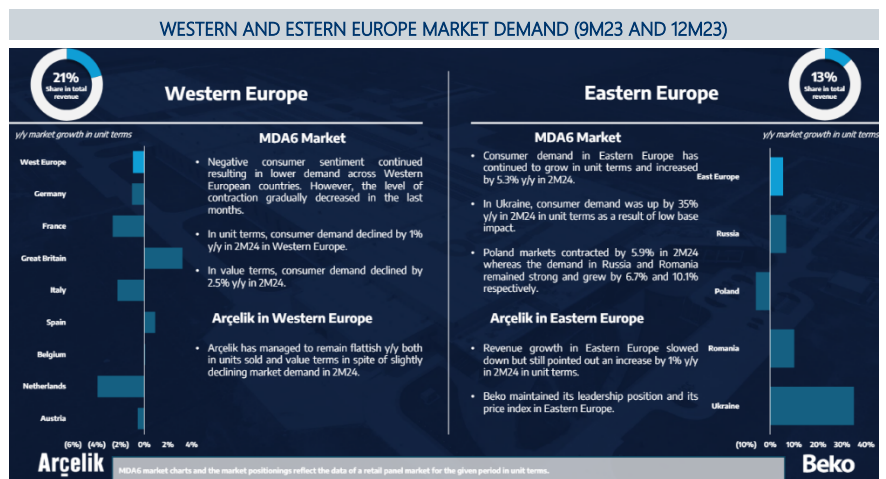 WESTERN AND ESTERN EUROPE MARKET DEMAND (9M23 AND 12M23)
21%
Share in total
revenue
Western Europe
y/y market growth in unit terms
West Europe
Germany
France
Great Britain
Italy
Spain
Belgium
Netherlands
Austria
(6%) (4%) (2%) 0% 2% 4%
MDA6 Market
• Negative consumer sentiment continued
resulting in lower demand across Western
European countries. However, the level of
contraction gradually decreased in the last
months.
• In unit terms, consumer demand declined by 1%
y/y in 2M24 in Western Europe.
• In value terms, consumer demand declined by
2.5% y/y in 2M24.
Arçelik in Western Europe
• Arçelik has managed to remain flattish y/y both
in units sold and value terms in spite of slightly
declining market demand in 2M24.
Eastern Europe
13%
Share in total
revenue
MDA6 Market
• Consumer demand in Eastern Europe has
continued to grow in unit terms and increased
by 5.3% y/y in 2M24.
• In Ukraine, consumer demand was up by 35%
y/y in 2M24 in unit terms as a result of low base
impact.
• Poland markets contracted by 5.9% in 2M24
whereas the demand in Russia and Romania
remained strong and grew by 6.7% and 10.1%
respectively.
Arçelik in Eastern Europe
• Revenue growth in Eastern Europe slowed
down but still pointed out an increase by 1% y/y
in 2M24 in unit terms.
• Beko maintained its leadership position and its
price index in Eastern Europe.
y/y market growth in unit terms
East Europe
Russia
Poland
Romania
Ukraine
(10%) 0% 10% 20% 30% 40%
Arçelik
MDA6 market charts and the market positionings reflect the data of a retail panel market for the given period in unit terms.
Beko